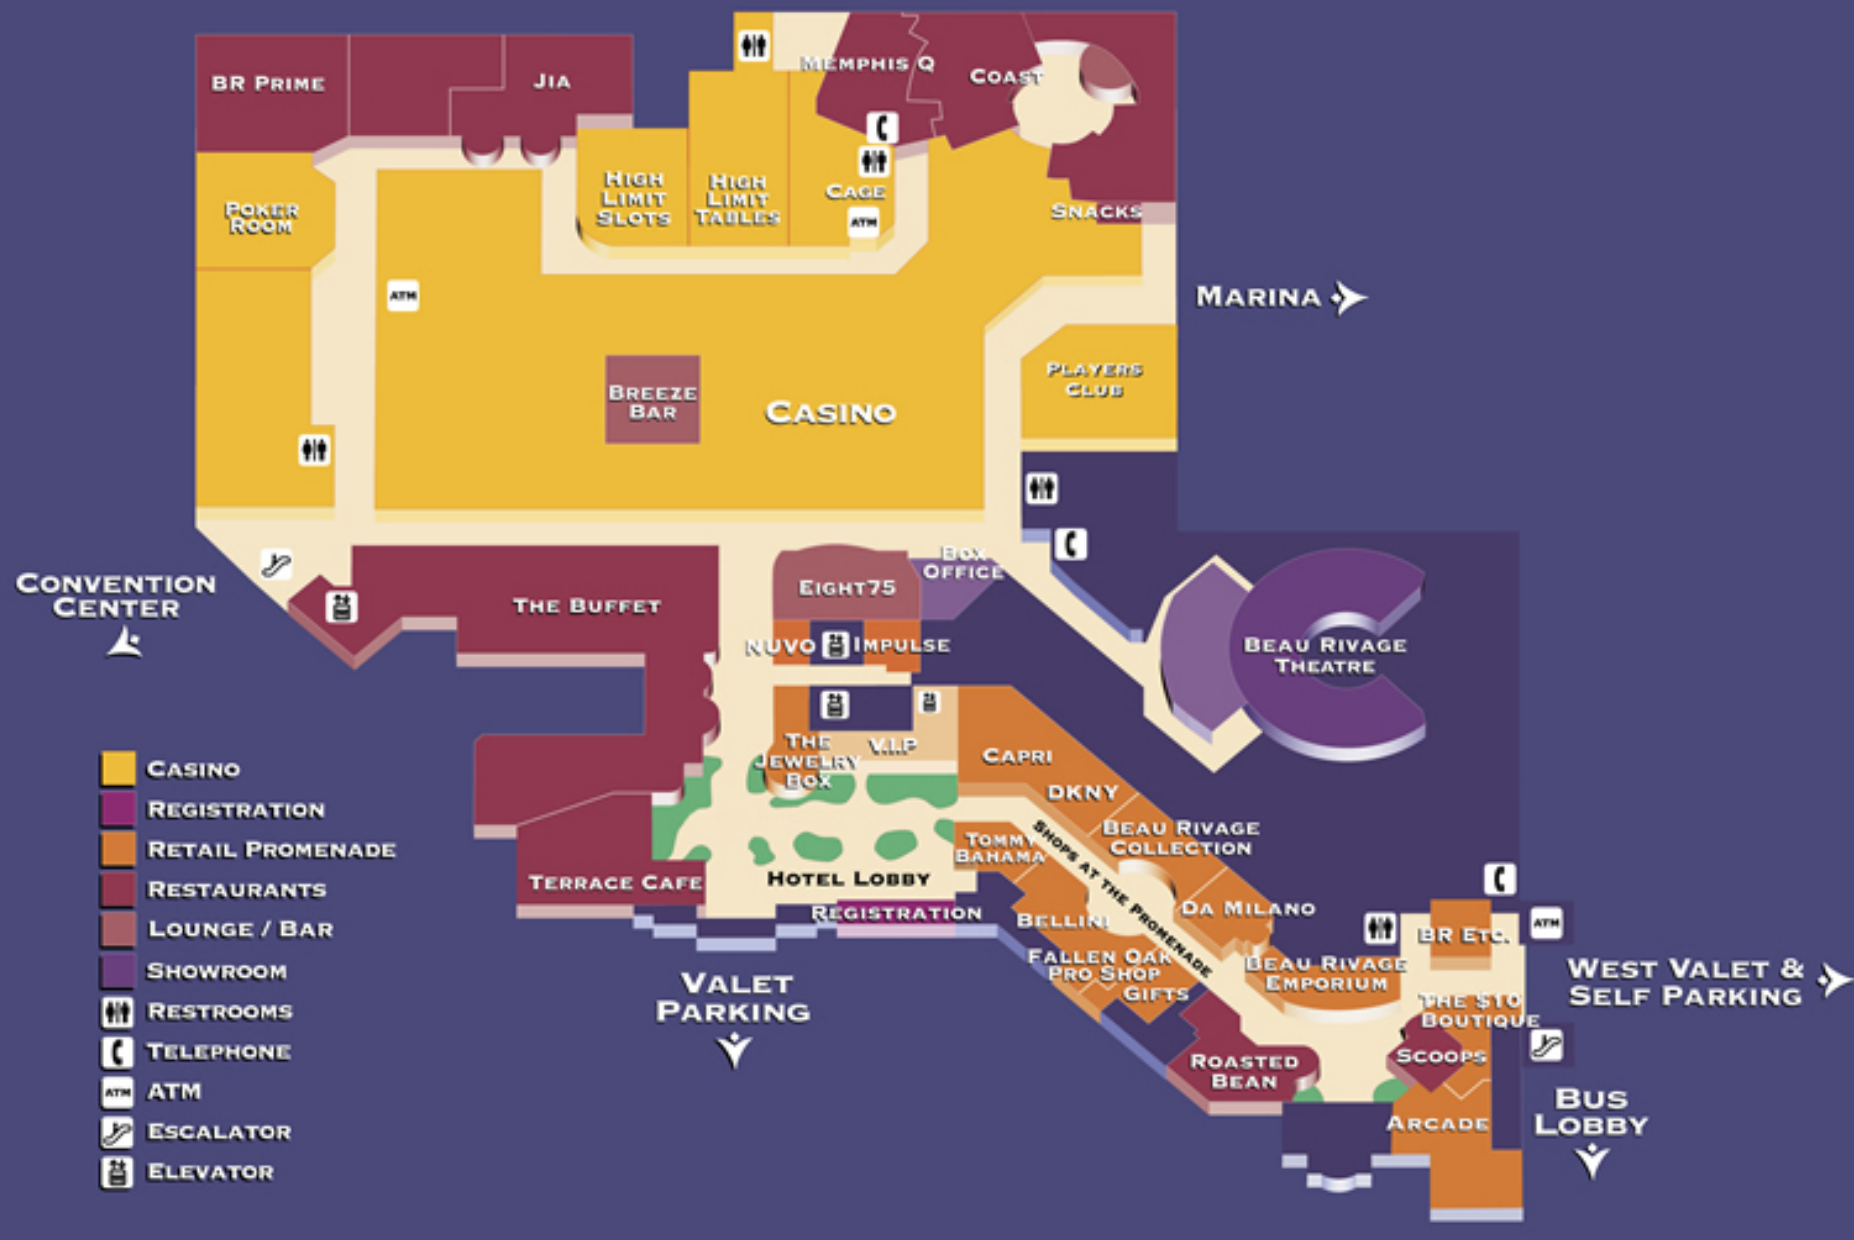 BR Prime
Jia
Memphis Q
Coast
Poker
Room
High
Limit
Slots
High
Limit
Tables
Cage
ATM
Snacks
ATM
Marina
Breeze
Bar
Casino
Players
Club
Convention
Center
The Buffet
Eight75
Box
Office
Nuvo
Impulse
Beau Rivage
Theatre
The
Jewelry
Box
V.I.P
Capri
DKNY
Beau Rivage
Collection
Tommy
Bahama
Shops at the Promenade
Terrace Cafe
Hotel Lobby
Registration
Bellini
Da Milano
Fallen Oak
Pro Shop
Gifts
Beau Rivage
Emporium
BR Etc.
ATM
The $10
Boutique
West Valet &
Self Parking
Valet
Parking
Roasted
Bean
Scoops
Arcade
Bus
Lobby
Casino
Registration
Retail Promenade
Restaurants
Lounge / Bar
Showroom
Restrooms
Telephone
ATM ATM
Escalator
Elevator